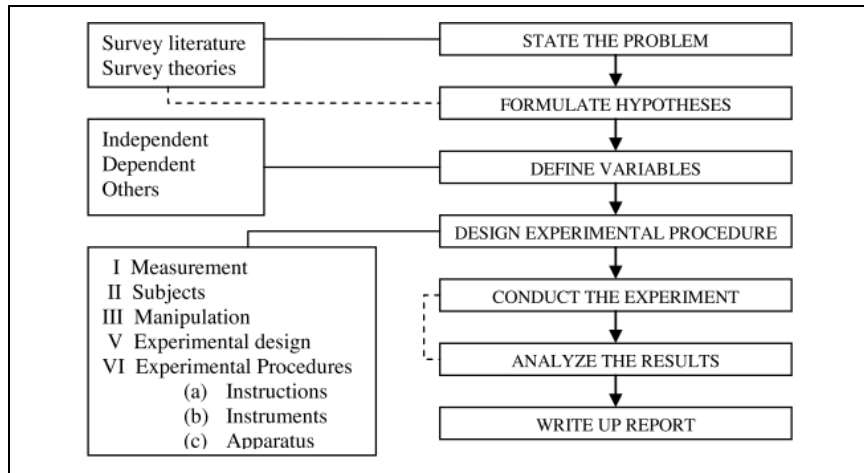 Survey literature
Survey theories
STATE THE PROBLEM
FORMULATE HYPOTHESES
Independent
Dependent
Others
DEFINE VARIABLES
DESIGN EXPERIMENTAL PROCEDURE
I Measurement
II Subjects
III Manipulation
V Experimental design
VI Experimental Procedures
(a) Instructions
(b) Instruments
(c) Apparatus
CONDUCT THE EXPERIMENT
ANALYZE THE RESULTS
WRITE UP REPORT